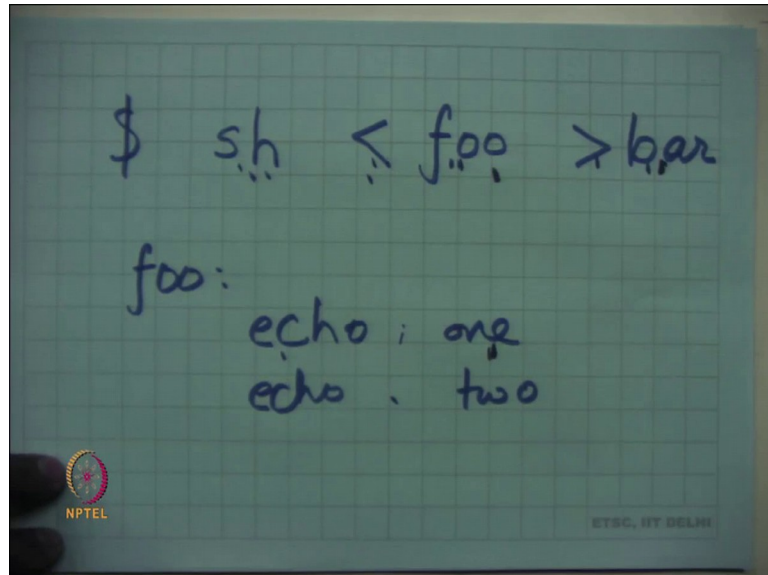 $ sh < foo > bar
foo:
echo one
echo two
NPTEL
ETSC, IIT DELHI